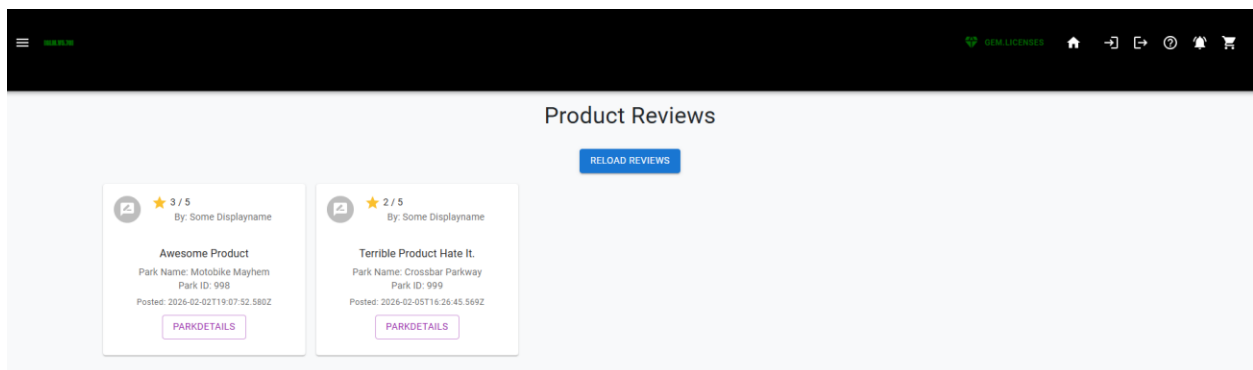 GEM LICENSES
Product Reviews
RELOAD REVIEWS
3 / 5
By: Some Displayname
Awesome Product
Park Name: Motobike Mayhem
Park ID: 998
Posted: 2026-02-02T19:07:52.580Z
PARKDETAILS
2 / 5
By: Some Displayname
Terrible Product Hate It.
Park Name: Crossbar Parkway
Park ID: 999
Posted: 2026-02-05T16:26:45.569Z
PARKDETAILS